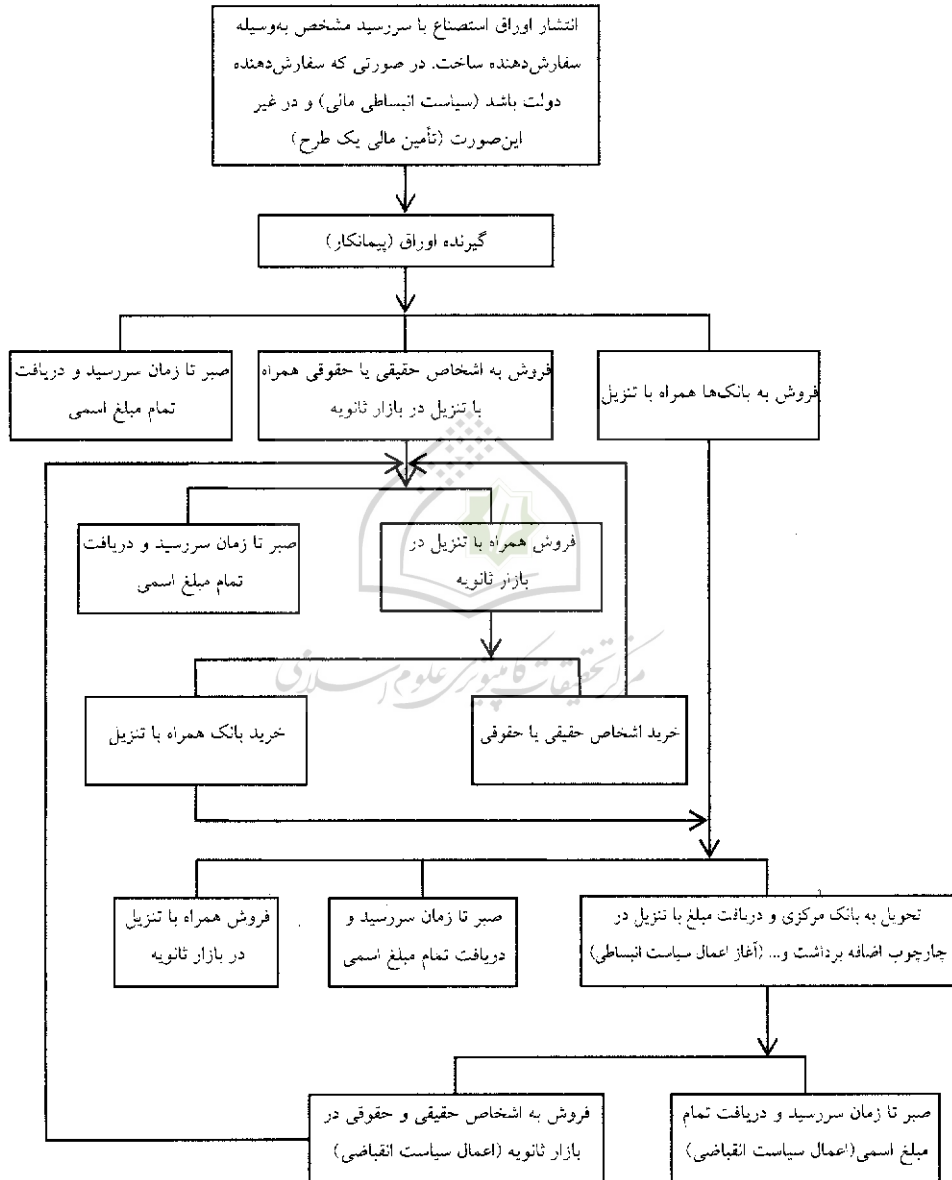 انتشار اوراق استصناع با سررسید مشخص به‌وسیله
سفارش‌دهنده ساخت. در صورتی که سفارش‌دهنده
دولت باشد (سیاست انبساطی مالی) و در غیر
این‌صورت (تأمین مالی یک طرح)
گیرنده اوراق (پیمانکار)
فروش به بانک‌ها همراه با تنزیل
فروش به اشخاص حقیقی یا حقوقی همراه
با تنزیل در بازار ثانویه
صبر تا زمان سررسید و دریافت
تمام مبلغ اسمی
فروش همراه با تنزیل در
بازار ثانویه
صبر تا زمان سررسید و دریافت
تمام مبلغ اسمی
مرکز تحقیقات کامپیوتری علوم اسلامی
خرید اشخاص حقیقی یا حقوقی
خرید بانک همراه با تنزیل
تحویل به بانک مرکزی و دریافت مبلغ با تنزیل در
چارچوب اضافه برداشت و... (آغاز اعمال سیاست انبساطی)
صبر تا زمان سررسید و
دریافت تمام مبلغ اسمی
فروش همراه با تنزیل
در بازار ثانویه
صبر تا زمان سررسید و دریافت تمام
مبلغ اسمی(اعمال سیاست انقباضی)
فروش به اشخاص حقیقی و حقوقی در
بازار ثانویه (اعمال سیاست انقباضی)